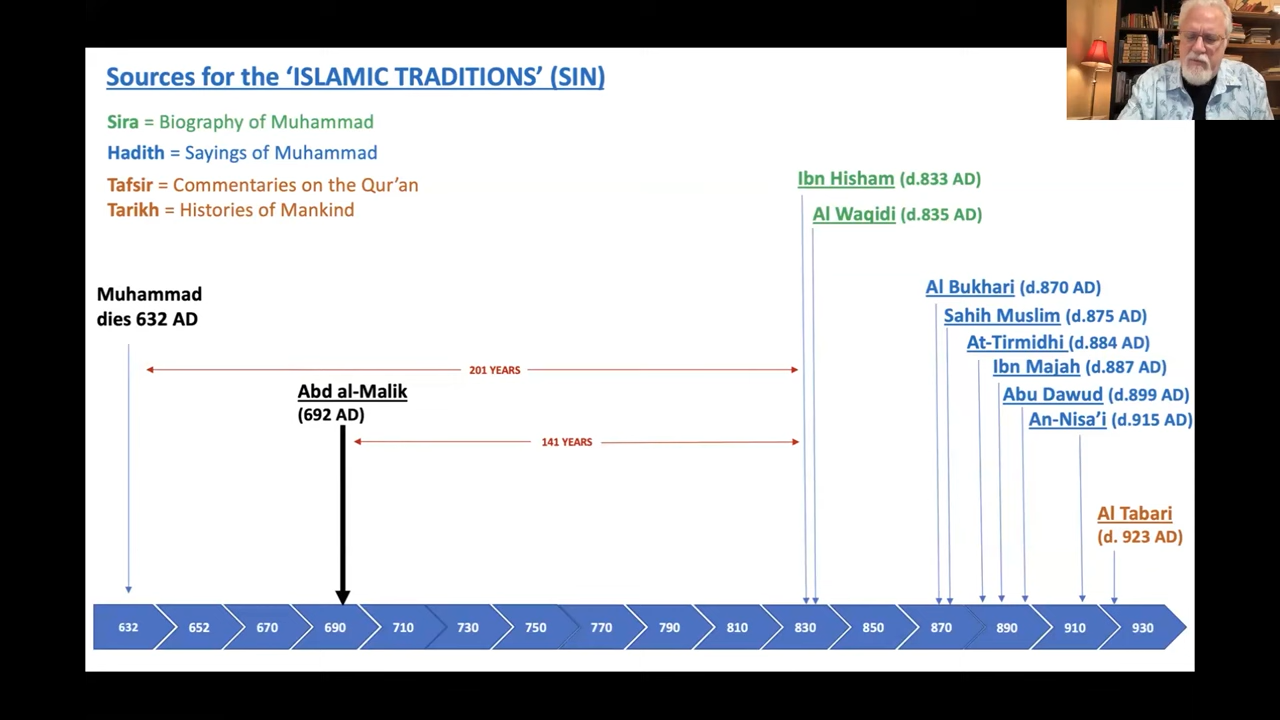 Sources for the ‘ISLAMIC TRADITIONS’ (SIN)
Sira = Biography of Muhammad
Hadith = Sayings of Muhammad
Tafsir = Commentaries on the Qur’an
Tarikh = Histories of Mankind
Ibn Hisham (d.833 AD)
Al Waqidi (d.835 AD)
Muhammad
dies 632 AD
Al Bukhari (d.870 AD)
Sahih Muslim (d.875 AD)
At-Tirmidhi (d.884 AD)
Ibn Majah (d.887 AD)
Abu Dawud (d.899 AD)
An-Nisa’i (d.915 AD)
201 YEARS
Abd al-Malik
(692 AD)
141 YEARS
Al Tabari
(d. 923 AD)
632 652 670 690 710 730 750 770 790 810 830 850 870 890 910 930